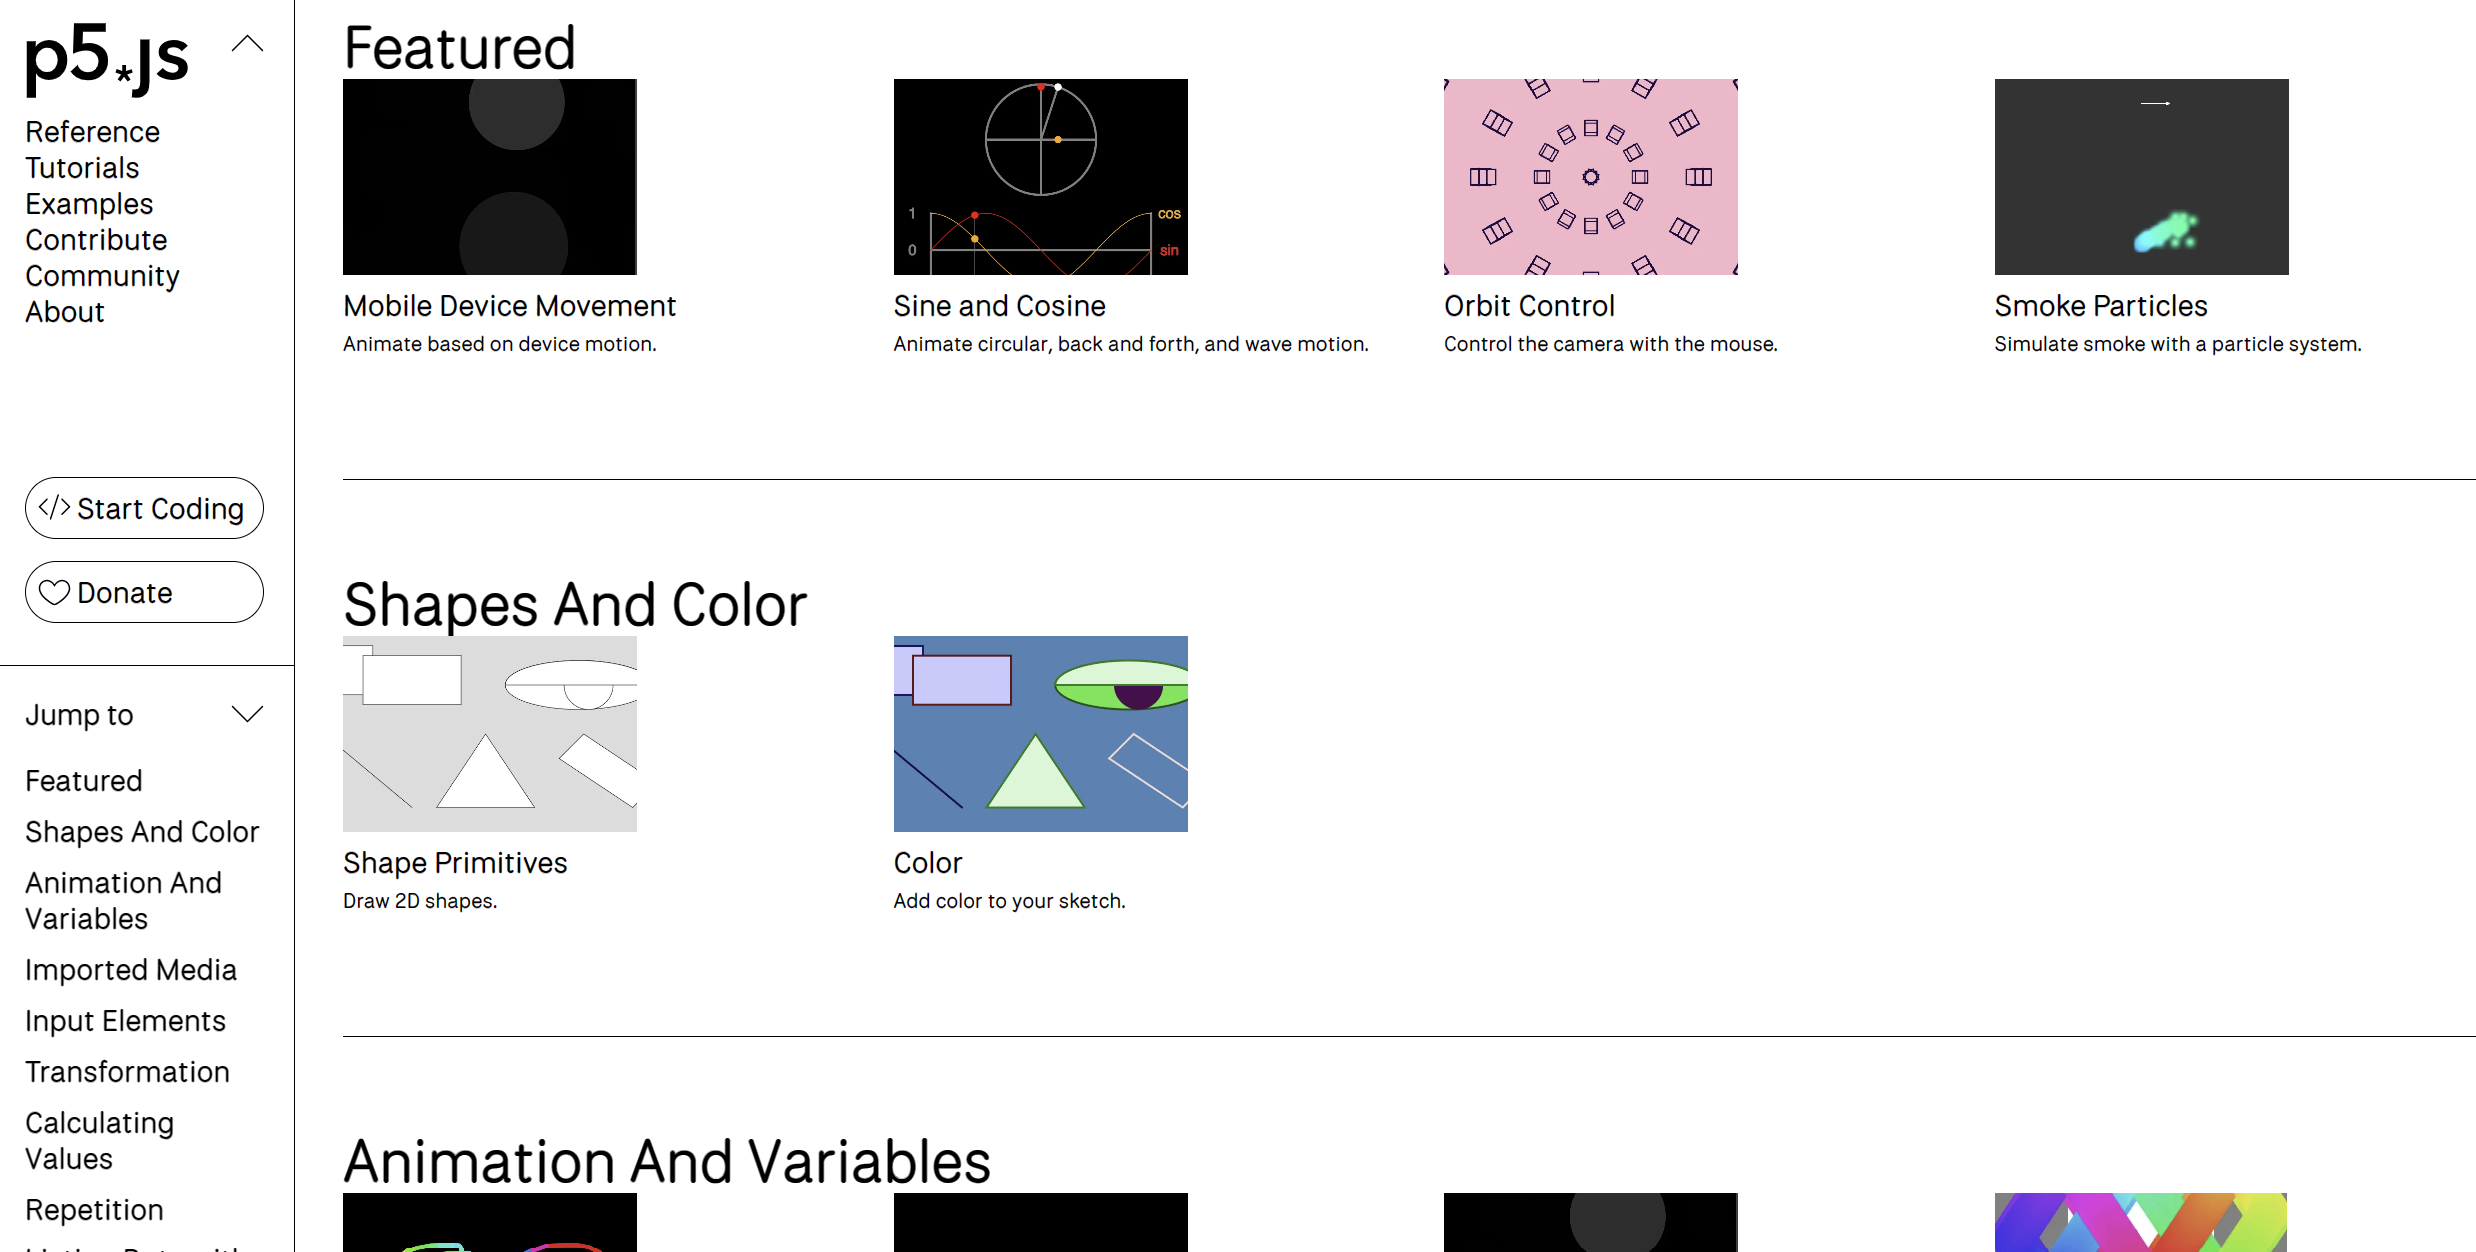 p5*js
Reference
Tutorials
Examples
Contribute
Community
About
Start Coding
Donate
Jump to
Featured
Shapes And Color
Animation And
Variables
Imported Media
Input Elements
Transformation
Calculating
Values
Repetition
Featured
1
0
cos
sin
Mobile Device Movement
Animate based on device motion.
Sine and Cosine
Animate circular, back and forth, and wave motion.
Orbit Control
Control the camera with the mouse.
Smoke Particles
Simulate smoke with a particle system.
Shapes And Color
Shape Primitives
Draw 2D shapes.
Color
Add color to your sketch.
Animation And Variables